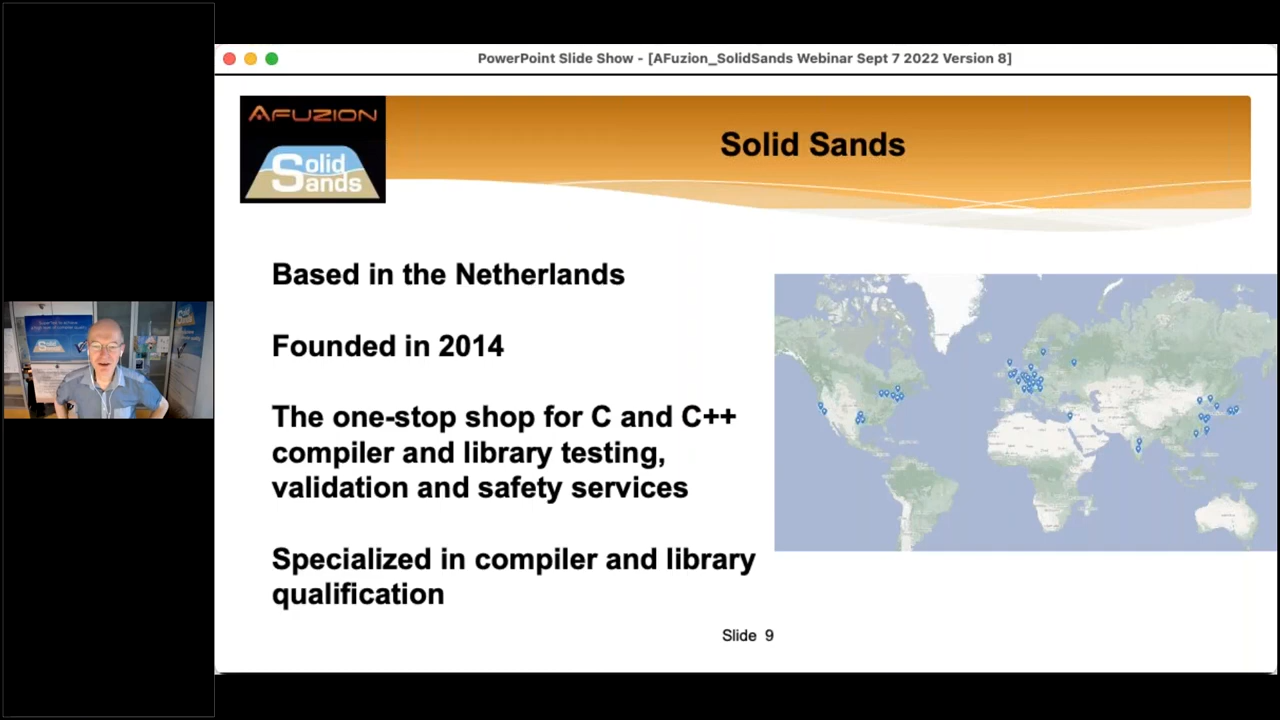 PowerPoint Slide Show - [AFuzion_SolidSands Webinar Sept 7 2022 Version 8]
AFUZION
Solid
Sands
Solid Sands
Based in the Netherlands
Founded in 2014
The one-stop shop for C and C++
compiler and library testing,
validation and safety services
Specialized in compiler and library
qualification
Slide 9